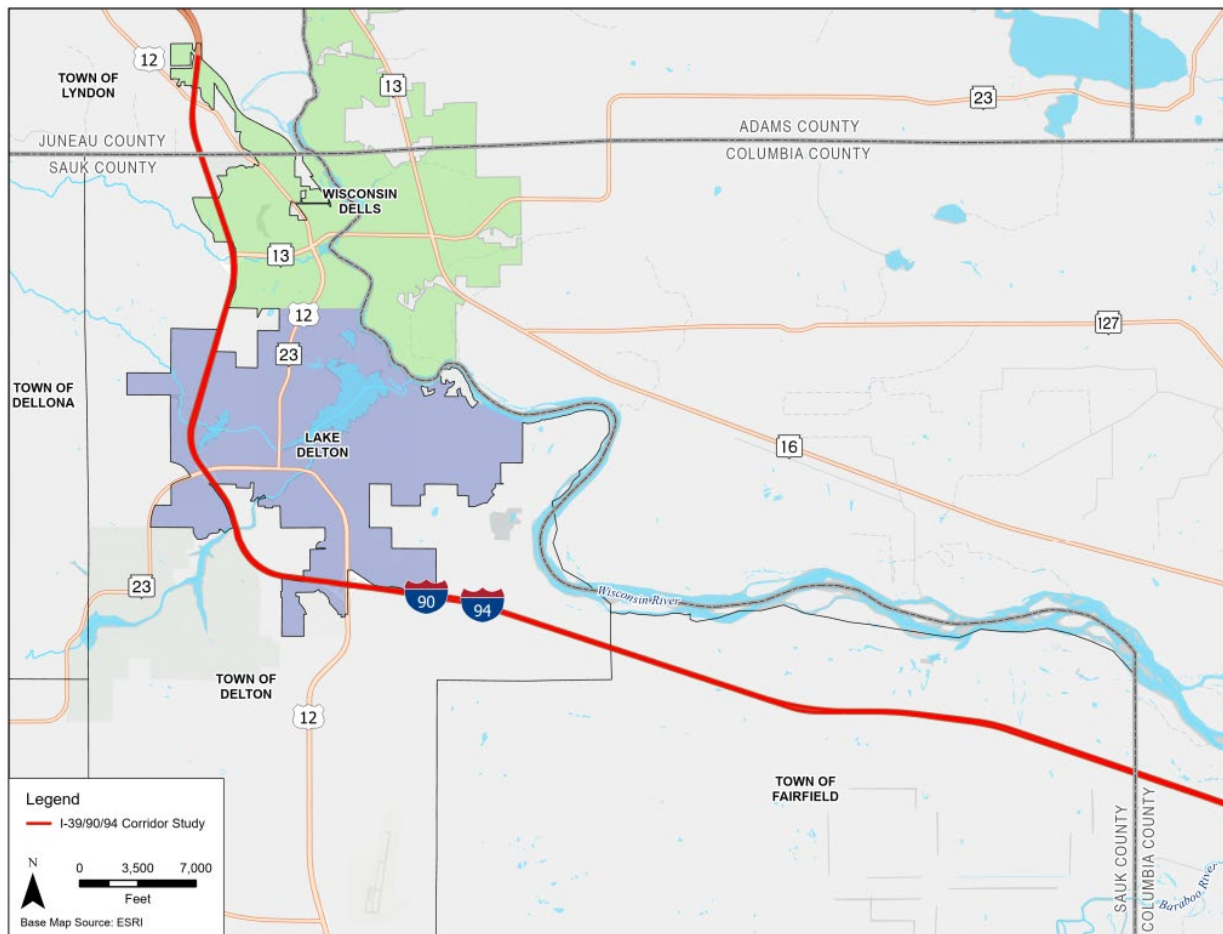 12
TOWN OF
LYNDON
13
23
JUNEAU COUNTY
ADAMS COUNTY
SAUK COUNTY
COLUMBIA COUNTY
WISCONSIN
DELLS
13
12
127
23
TOWN OF
DELLONA
LAKE
DELTON
16
23
90
94
Wisconsin River
TOWN OF
DELTON
12
TOWN OF
FAIRFIELD
SAUK COUNTY
COLUMBIA COUNTY
Baraboo River
Legend
I-39/90/94 Corridor Study
N
0 3,500 7,000
Feet
Base Map Source: ESRI